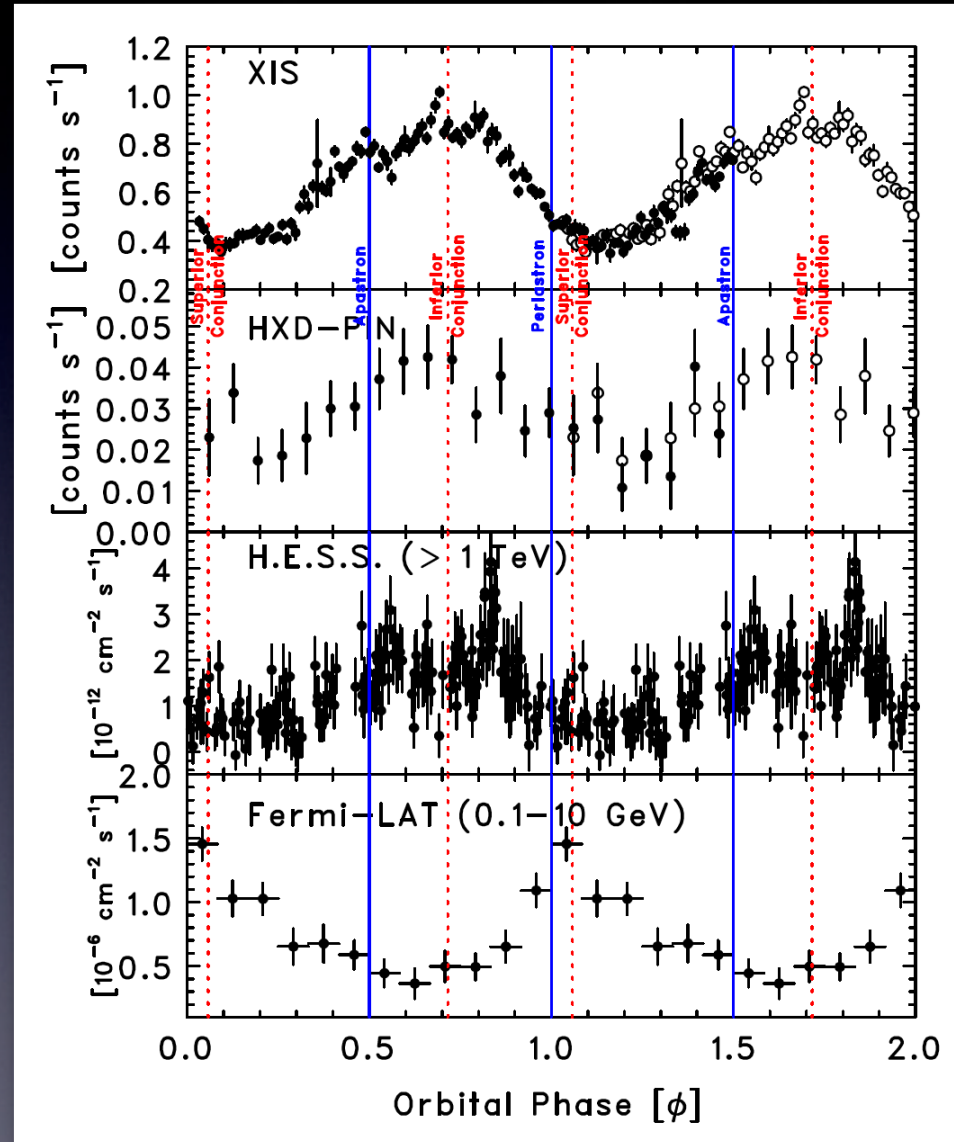 1.2
XIS
1.0
0.8
0.6
0.4
0.2
[counts s⁻¹]
Superior Conjunction
Apastron
Inferior Conjunction
Periastron
Superior Conjunction
Apastron
Inferior Conjunction
HXD-PIN
0.05
0.04
0.03
0.02
0.01
0.00
[counts s⁻¹]
H.E.S.S. (> 1 TeV)
4
3
2
1
0
[10⁻¹² cm⁻² s⁻¹]
2.0
Fermi-LAT (0.1-10 GeV)
1.5
1.0
0.5
[10⁻⁶ cm⁻² s⁻¹]
0.0 0.5 1.0 1.5 2.0
Orbital Phase [φ]